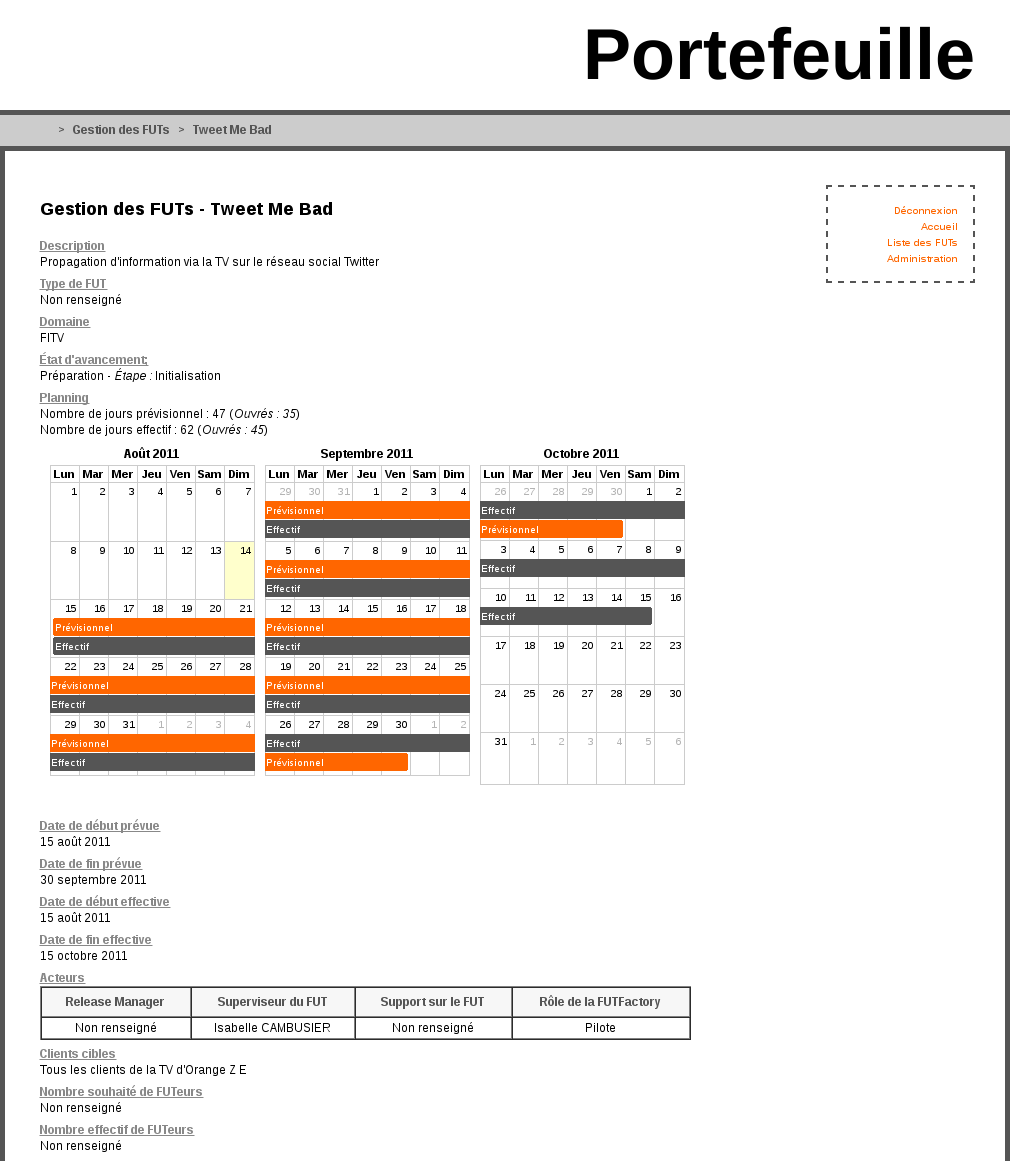 Portefeuille
> Gestion des FUTs > Tweet Me Bad
Déconnexion
Accueil
Liste des FUTs
Administration
Gestion des FUTs - Tweet Me Bad
Description
Propagation d'information via la TV sur le réseau social Twitter
Type de FUT
Non renseigné
Domaine
FITV
État d'avancement:
Préparation - Étape : Initialisation
Planning
Nombre de jours prévisionnel : 47 (Ouvrés : 35)
Nombre de jours effectif : 62 (Ouvrés : 45)
Août 2011
Lun Mar Mer Jeu Ven Sam Dim
1 2 3 4 5 6 7
8 9 10 11 12 13 14
15 16 17 18 19 20 21
Prévisionnel
Effectif
22 23 24 25 26 27 28
Prévisionnel
Effectif
29 30 31 1 2 3 4
Prévisionnel
Effectif
Septembre 2011
Lun Mar Mer Jeu Ven Sam Dim
29 30 31 1 2 3 4
Prévisionnel
Effectif
5 6 7 8 9 10 11
Prévisionnel
Effectif
12 13 14 15 16 17 18
Prévisionnel
Effectif
19 20 21 22 23 24 25
Prévisionnel
Effectif
26 27 28 29 30 1 2
Effectif
Prévisionnel
Octobre 2011
Lun Mar Mer Jeu Ven Sam Dim
26 27 28 29 30 1 2
Effectif
Prévisionnel
3 4 5 6 7 8 9
Effectif
10 11 12 13 14 15 16
Effectif
17 18 19 20 21 22 23
24 25 26 27 28 29 30
31 1 2 3 4 5 6
Date de début prévue
15 août 2011
Date de fin prévue
30 septembre 2011
Date de début effective
15 août 2011
Date de fin effective
15 octobre 2011
Acteurs
Release Manager Superviseur du FUT Support sur le FUT Rôle de la FUTFactory
Non renseigné Isabelle CAMBUSIER Non renseigné Pilote
Clients cibles
Tous les clients de la TV d'Orange Z E
Nombre souhaité de FUTeurs
Non renseigné
Nombre effectif de FUTeurs
Non renseigné